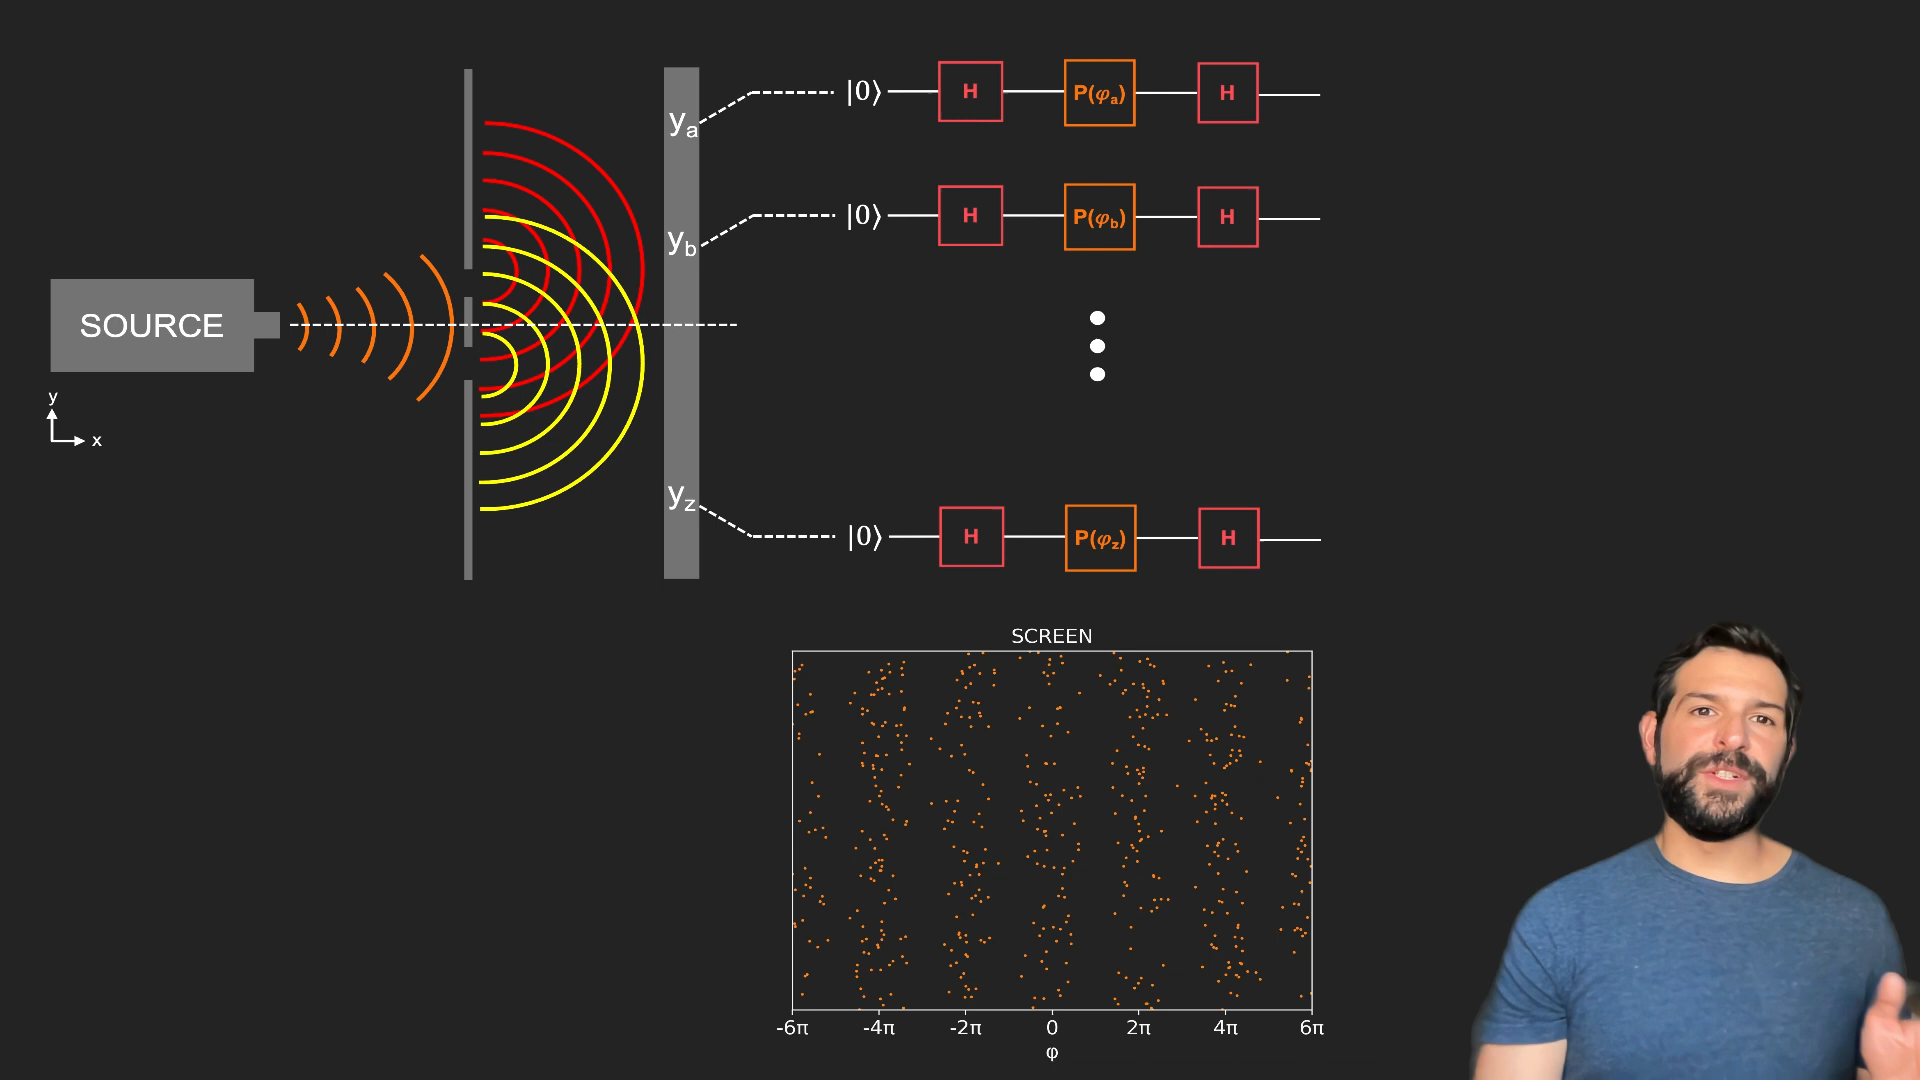 y_a |0⟩ H P(φ_a) H
y_b |0⟩ H P(φ_b) H
SOURCE
y
x
y_z |0⟩ H P(φ_z) H
SCREEN
-6π -4π -2π 0 2π 4π 6π
φ